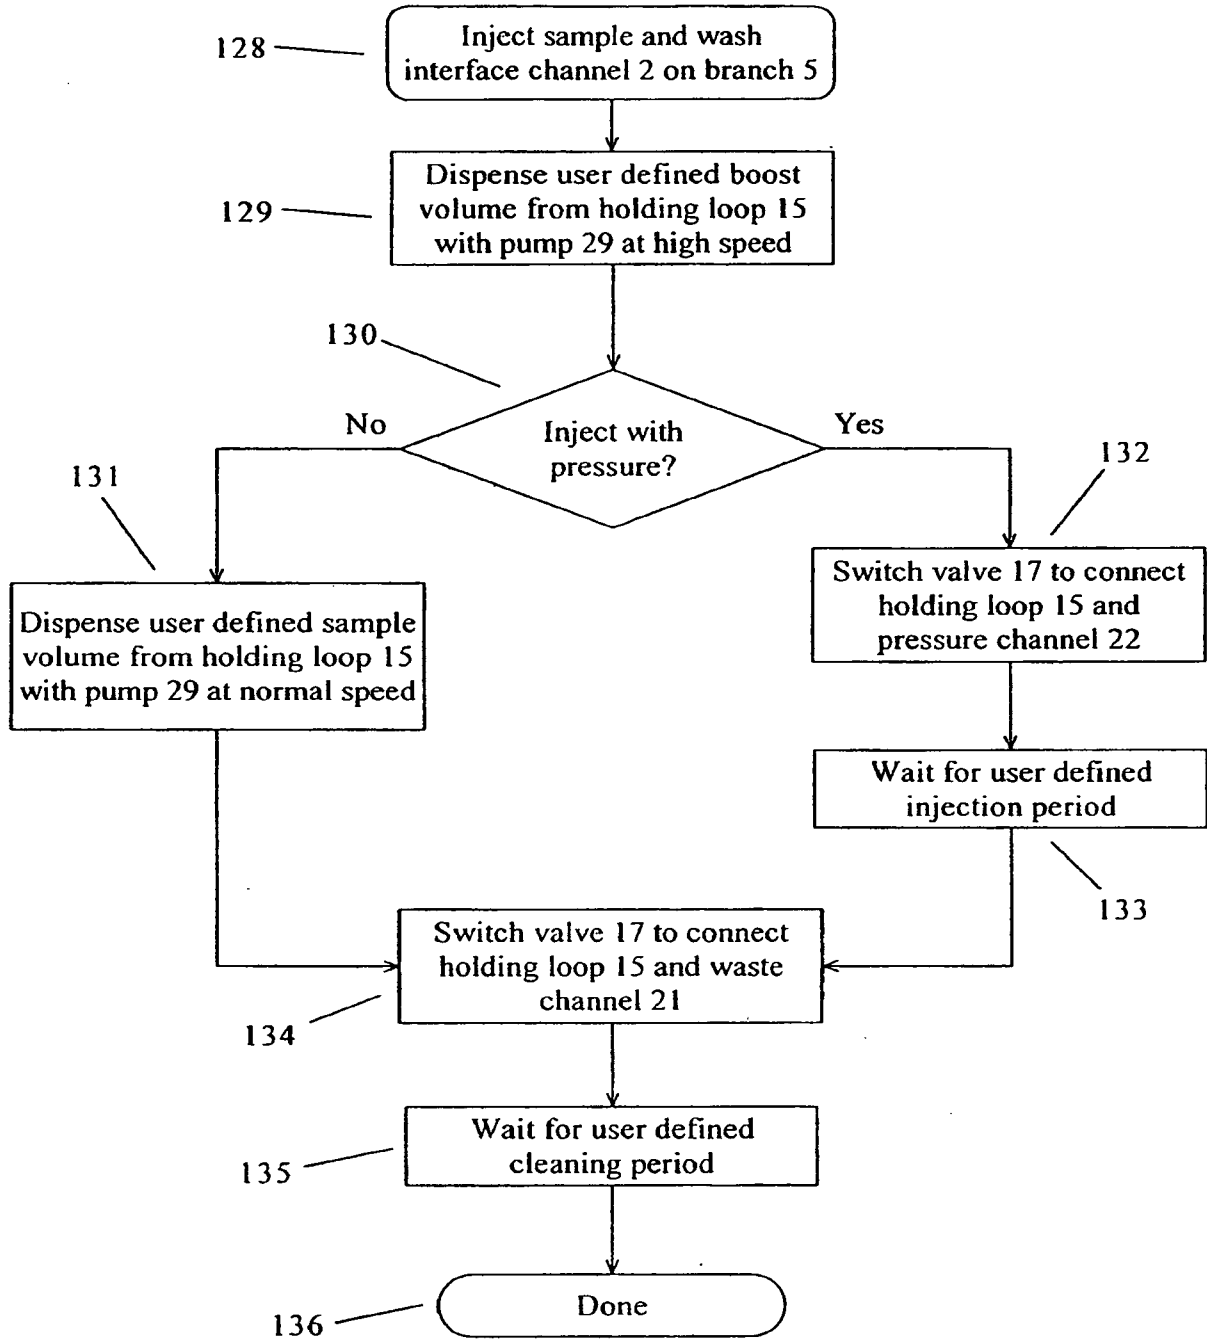 128
Inject sample and wash
interface channel 2 on branch 5
129
Dispense user defined boost
volume from holding loop 15
with pump 29 at high speed
130
Inject with
pressure?
No
Yes
131
Dispense user defined sample
volume from holding loop 15
with pump 29 at normal speed
132
Switch valve 17 to connect
holding loop 15 and
pressure channel 22
Wait for user defined
injection period
133
Switch valve 17 to connect
holding loop 15 and waste
channel 21
134
Wait for user defined
cleaning period
135
Done
136